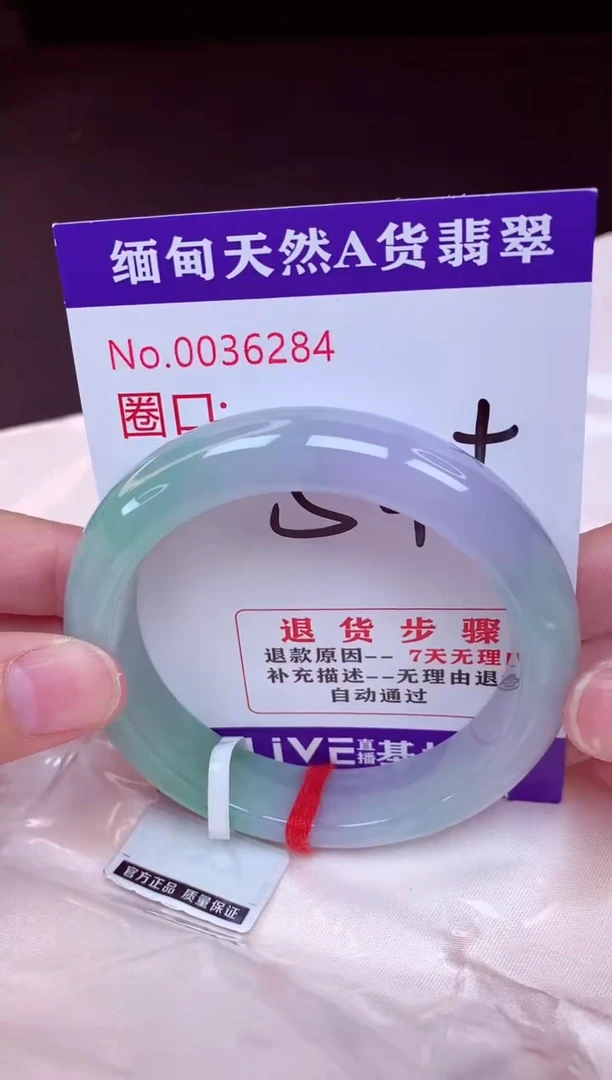 缅甸天然A货翡翠
No.0036284
圈口:
退货步骤
退款原因--7天无理
补充描述--无理由退
自动通过
LiVE直播基
官方正品 质量保证